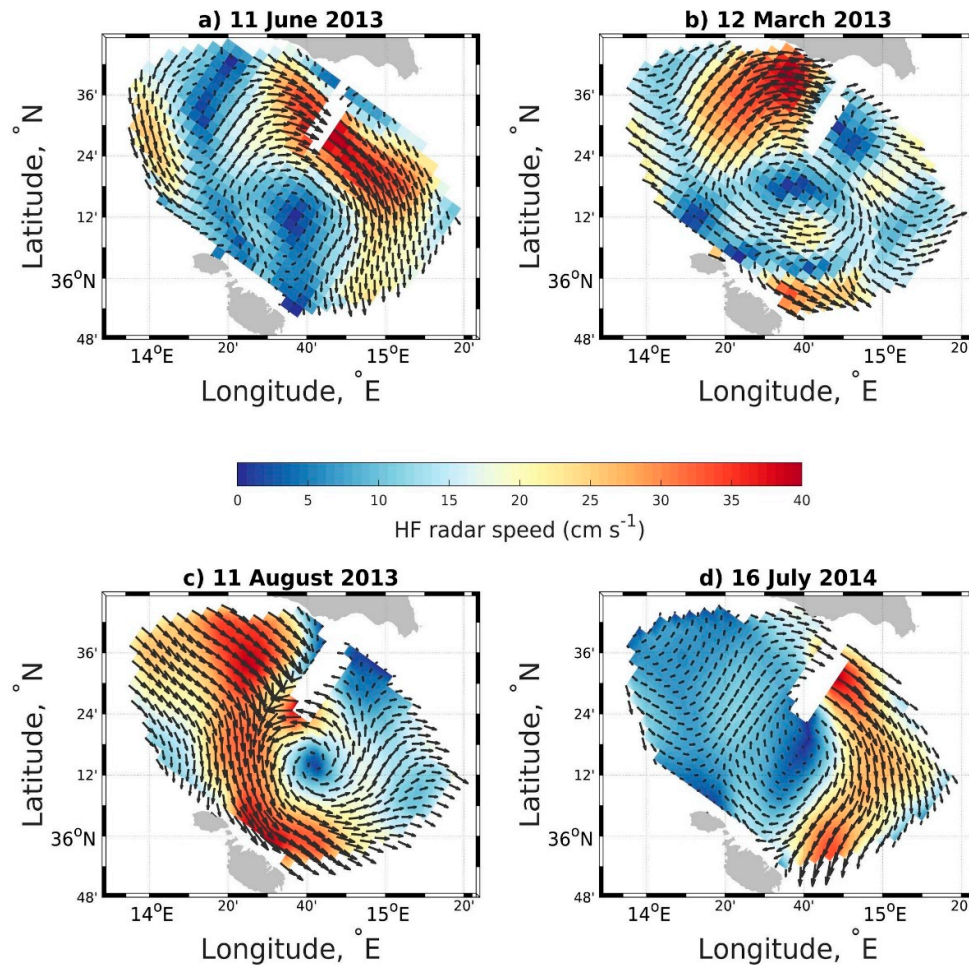 a) 11 June 2013
b) 12 March 2013
Latitude, °N
36'
24'
12'
36°N
48'
14°E 20' 40' 15°E 20'
Longitude, °E
Latitude, °N
36'
24'
12'
36°N
48'
14°E 20' 40' 15°E 20'
Longitude, °E
0 5 10 15 20 25 30 35 40
HF radar speed (cm s⁻¹)
c) 11 August 2013
d) 16 July 2014
Latitude, °N
36'
24'
12'
36°N
48'
14°E 20' 40' 15°E 20'
Longitude, °E
Latitude, °N
36'
24'
12'
36°N
48'
14°E 20' 40' 15°E 20'
Longitude, °E